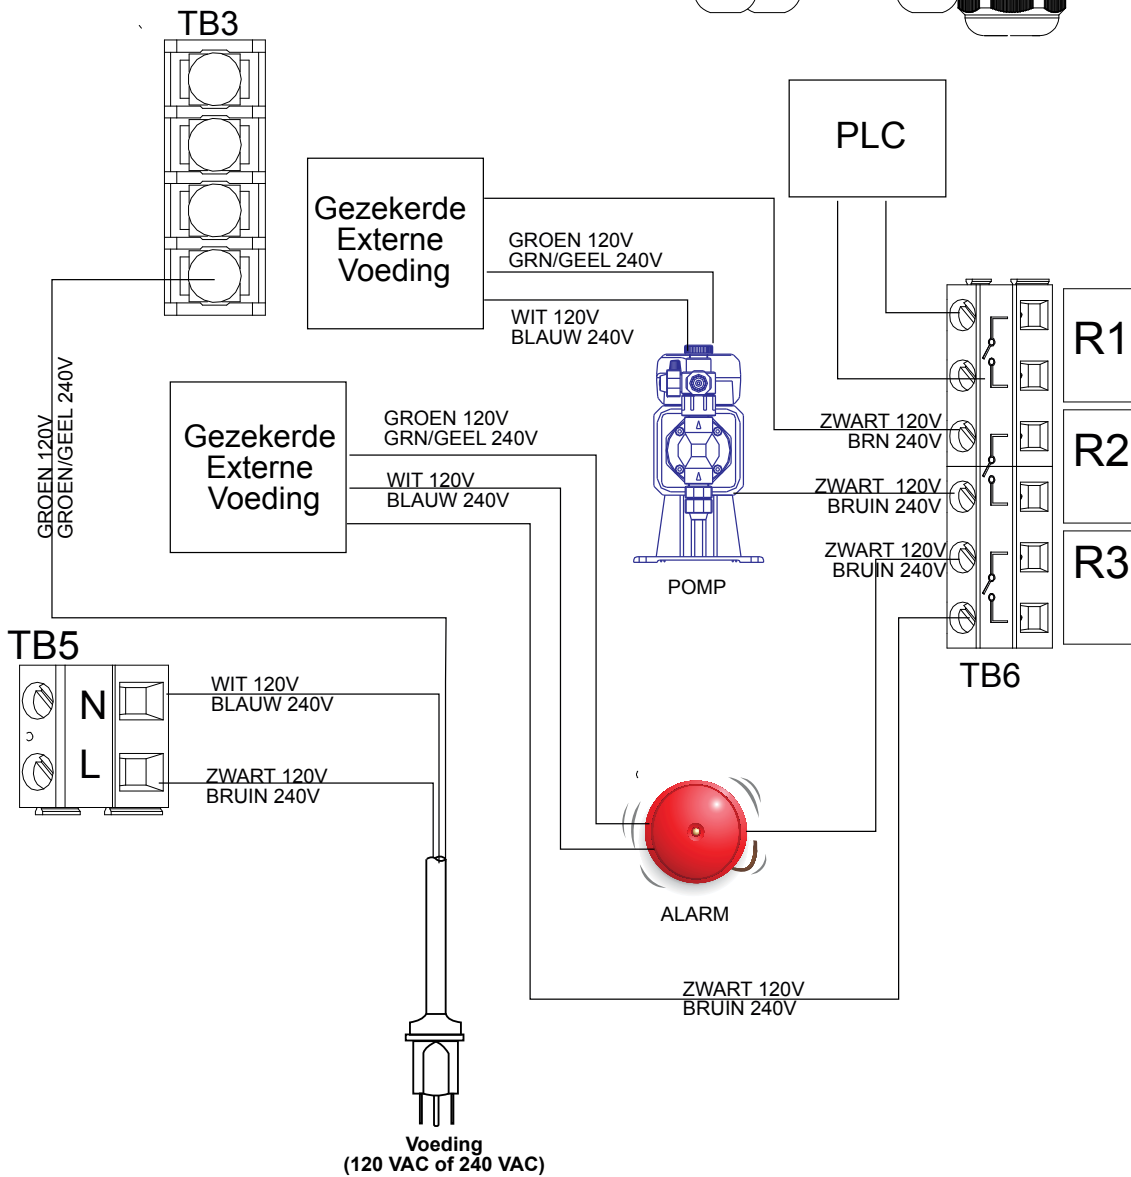 TB3
PLC
Gezekerde
Externe
Voeding
GROEN 120V
GRN/GEEL 240V
WIT 120V
BLAUW 240V
R1
GROEN 120V
GROEN/GEEL 240V
Gezekerde
Externe
Voeding
GROEN 120V
GRN/GEEL 240V
WIT 120V
BLAUW 240V
ZWART 120V
BRN 240V
R2
ZWART 120V
BRUIN 240V
ZWART 120V
BRUIN 240V
R3
POMP
TB5
TB6
N
L
WIT 120V
BLAUW 240V
ZWART 120V
BRUIN 240V
ALARM
ZWART 120V
BRUIN 240V
Voeding
(120 VAC of 240 VAC)